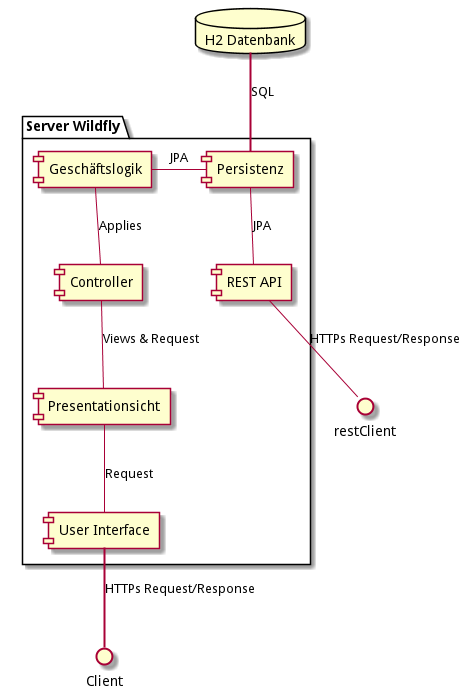 H2 Datenbank
SQL
Server Wildfly
Geschäftslogik
JPA
Persistenz
Applies
JPA
Controller
REST API
Views & Request
HTTPs Request/Response
Presentationsicht
restClient
Request
User Interface
HTTPs Request/Response
Client